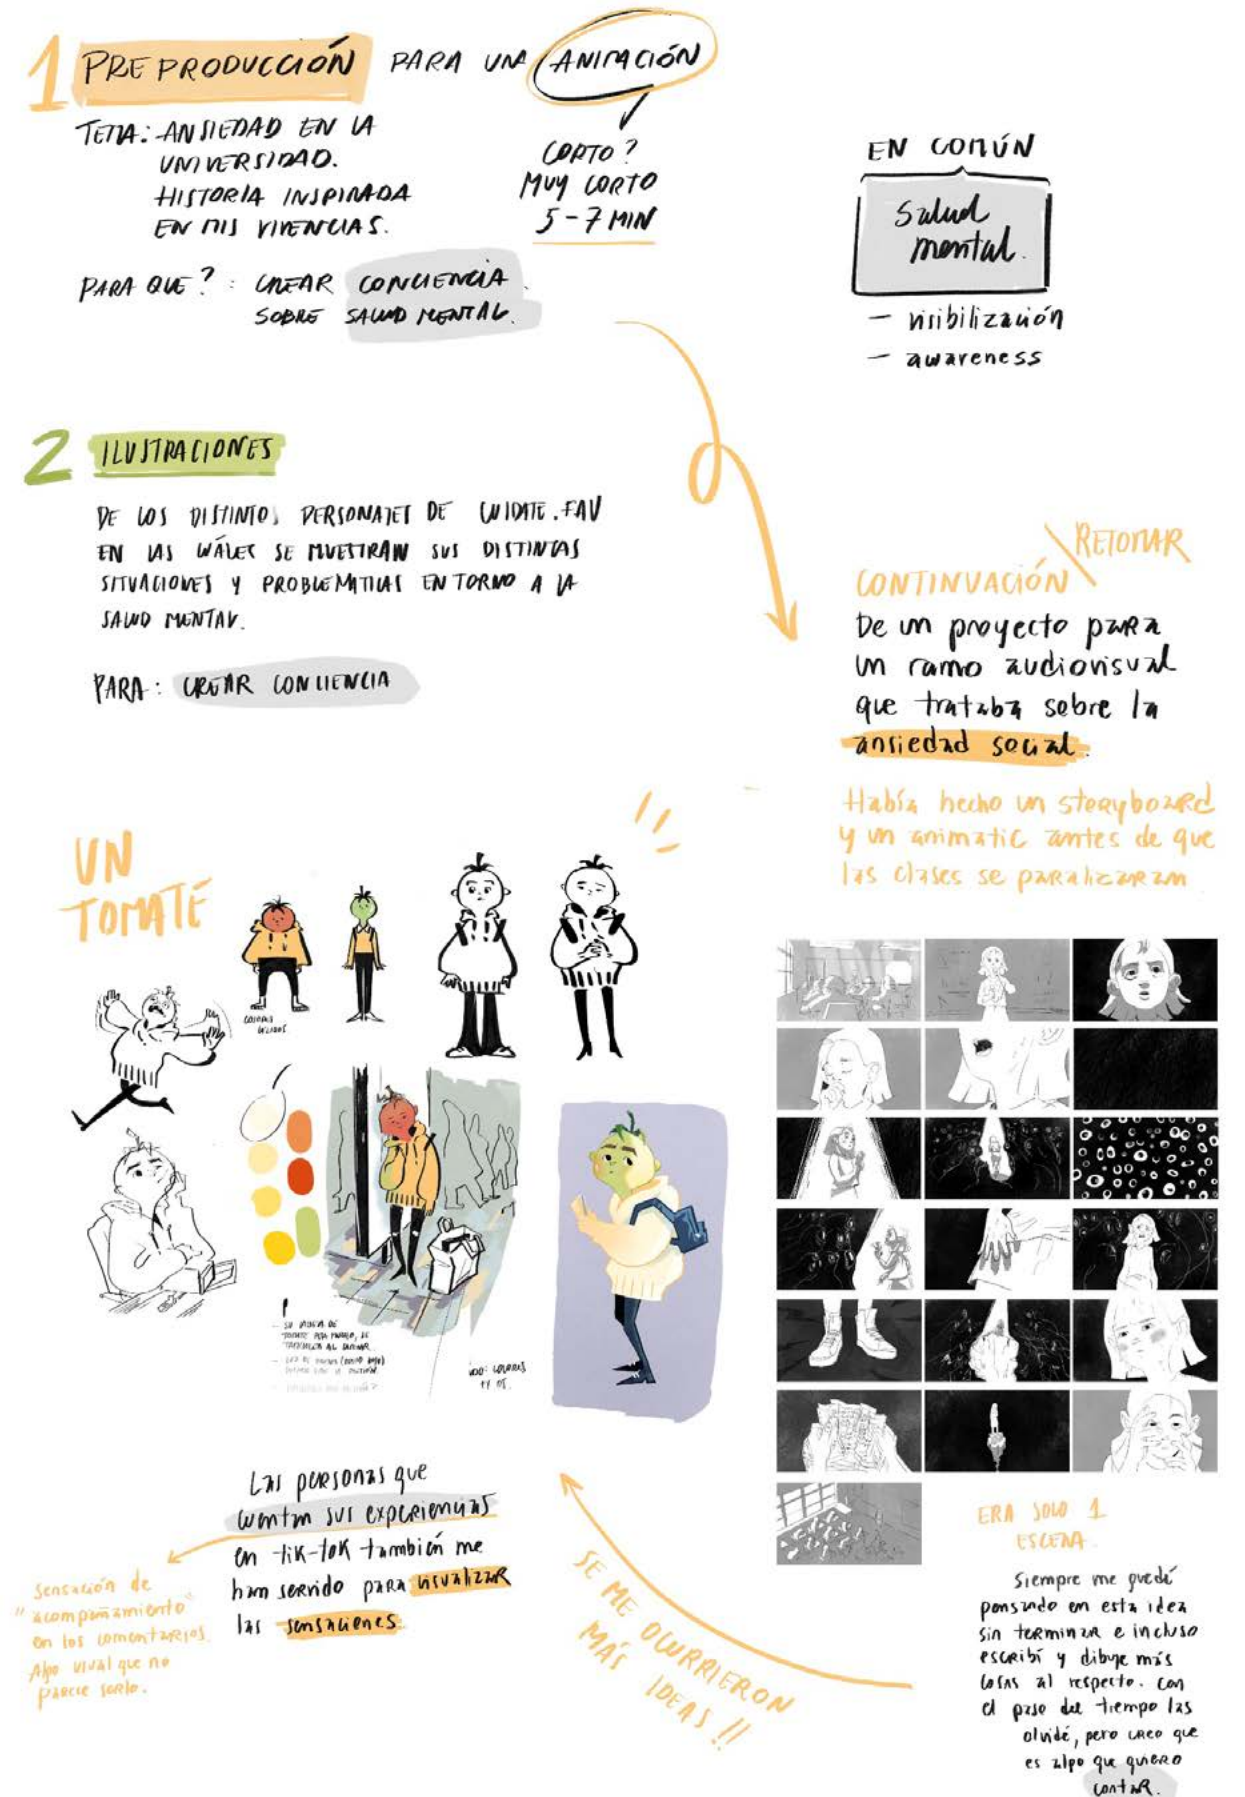 1 PREPRODUCCIÓN PARA UNA ANIMACIÓN
TEMA: ANSIEDAD EN LA
UNIVERSIDAD.
HISTORIA INSPIRADA
EN MIS VIVENCIAS.
CORTO?
MUY CORTO
5-7 MIN
PARA QUE?: CREAR CONCIENCIA
SOBRE SALUD MENTAL.
EN COMÚN
Salud
mental.
- visibilización
- awareness
2 ILUSTRACIONES
DE LOS DISTINTOS PERSONAJES DE CUIDATE.FAU
EN LAS CUALES SE MUESTRAN SUS DISTINTAS
SITUACIONES Y PROBLEMATICAS EN TORNO A LA
SALUD MENTAL.
PARA: CREAR CONCIENCIA
CONTINUACIÓN \ RETOMAR
De un proyecto para
un ramo audiovisual
que trataba sobre la
ansiedad social.
Había hecho un storyboard
y un animatic antes de que
las clases se paralizaran
UN
TOMATE
COLORES
CÁLIDOS
TOMATE
Las personas que
cuentan sus experiencias
en tik-tok también me
han servido para visualizar
las sensaciones
Sensación de
"acompañamiento"
en los comentarios.
Algo viral que no
parece serlo.
SE ME OCURRIERON
MÁS IDEAS!!
ERA SOLO 1
ESCENA.
Siempre me quedé
pensando en esta idea
sin terminar e incluso
escribí y dibuje más
cosas al respecto. Con
el paso del tiempo las
olvidé, pero creo que
es algo que quiero
contar.